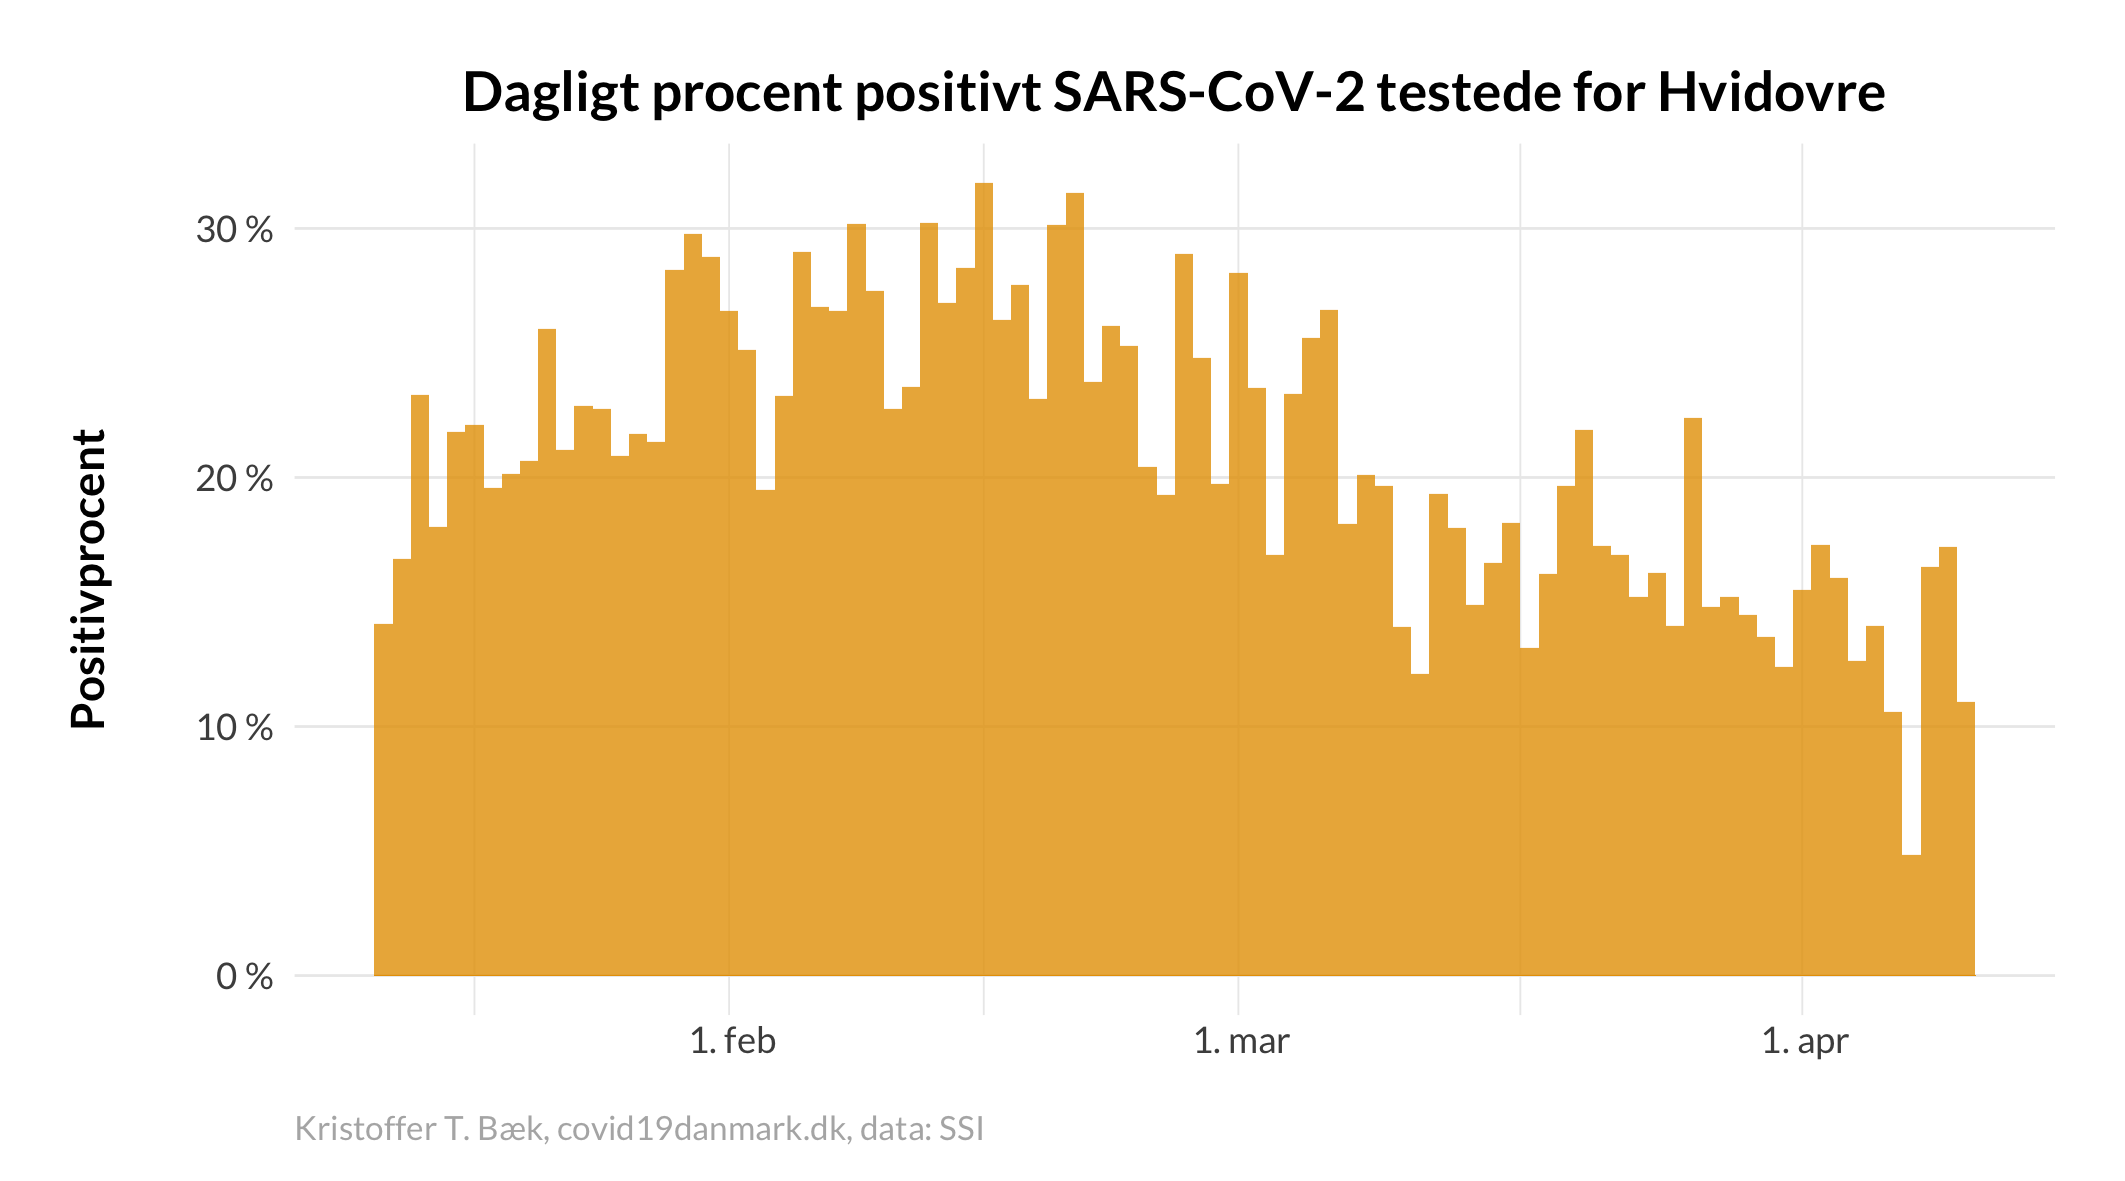 Dagligt procent positivt SARS-CoV-2 testede for Hvidovre
Positivprocent
30 %
20 %
10 %
0 %
1. feb
1. mar
1. apr
Kristoffer T. Bæk, covid19danmark.dk, data: SSI